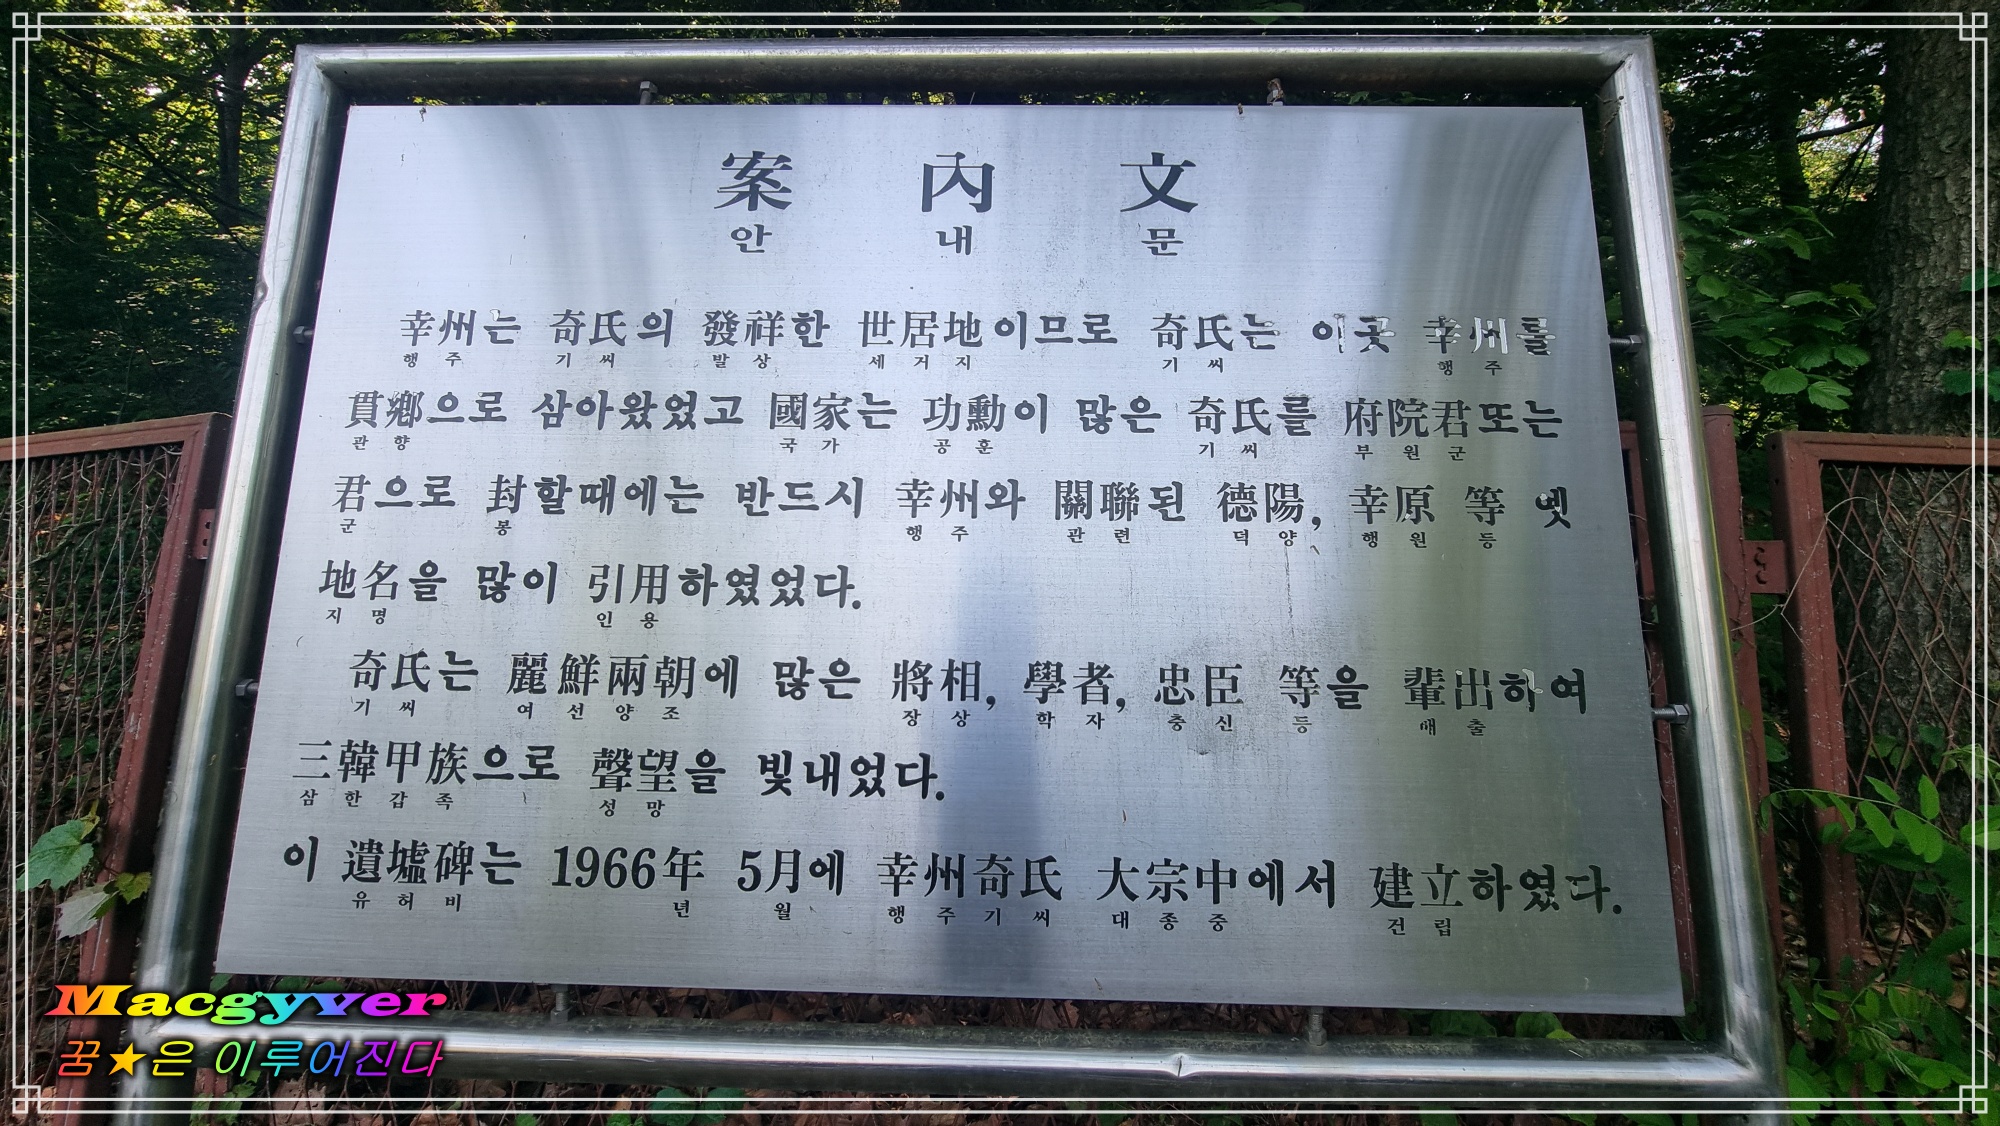 案 內 文
안 내 문
幸州는 奇氏의 發祥한 世居地이므로 奇氏는 이곳 幸州를
행주 기씨 발상 세거지 기씨 행주
貫鄕으로 삼아왔었고 國家는 功勳이 많은 奇氏를 府院君또는
관향 국가 공훈 기씨 부원군
君으로 封할때에는 반드시 幸州와 關聯된 德陽, 幸原 等 옛
군 봉 행주 관련 덕양 행원 등
地名을 많이 引用하였었다.
지명 인용
奇氏는 麗鮮兩朝에 많은 將相, 學者, 忠臣 等을 輩出하여
기씨 여선양조 장상 학자 충신 등 배출
三韓甲族으로 聲望을 빛내었다.
삼한갑족 성망
이 遺墟碑는 1966年 5月에 幸州奇氏 大宗中에서 建立하였다.
유허비 년 월 행주기씨 대종중 건립
Macgyver
꿈★은 이루어진다